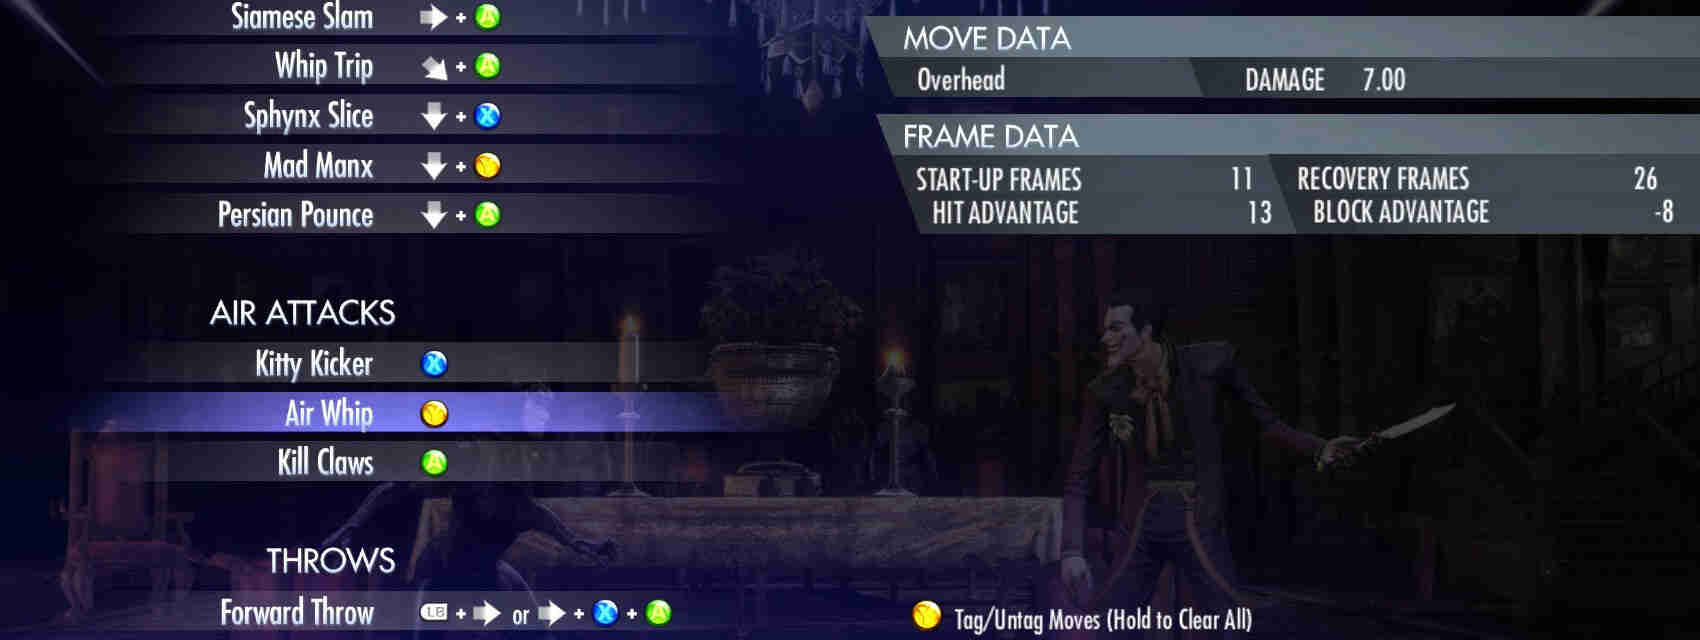 Siamese Slam + A
Whip Trip + A
Sphynx Slice + X
Mad Manx + Y
Persian Pounce + A
AIR ATTACKS
Kitty Kicker X
Air Whip Y
Kill Claws A
THROWS
Forward Throw LB + or + X + A
MOVE DATA
Overhead DAMAGE 7.00
FRAME DATA
START-UP FRAMES 11 RECOVERY FRAMES 26
HIT ADVANTAGE 13 BLOCK ADVANTAGE -8
Y Tag/Untag Moves (Hold to Clear All)